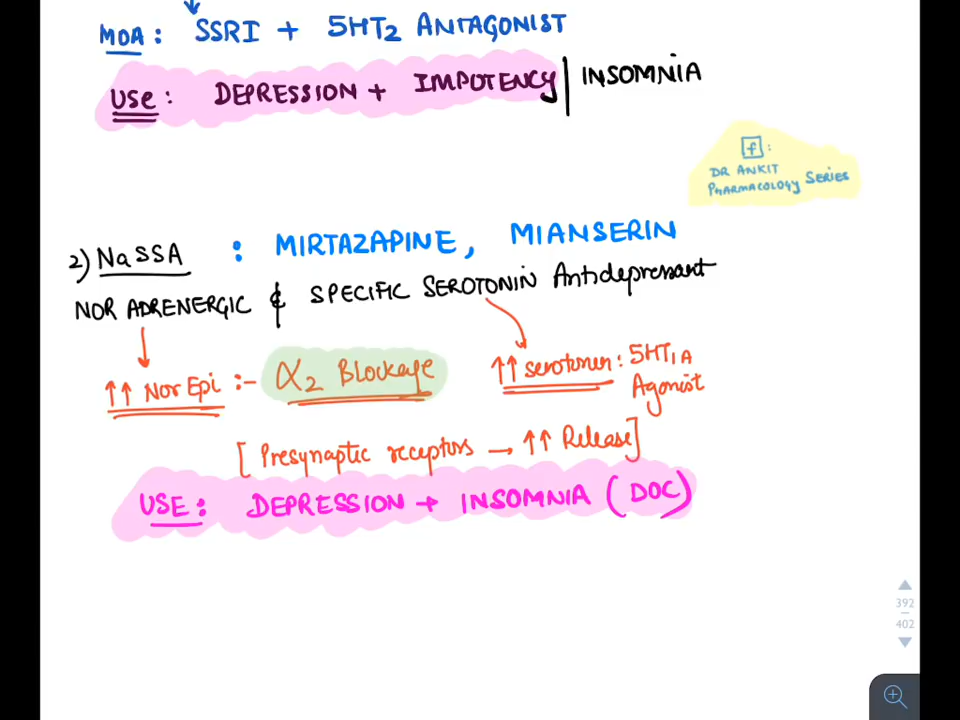 MOA : SSRI + 5HT2 ANTAGONIST
USE : DEPRESSION + IMPOTENCY | INSOMNIA
f :
DR ANKIT
PHARMACOLOGY SERIES
2) NaSSA : MIRTAZAPINE, MIANSERIN
NOR ADRENERGIC & SPECIFIC SEROTONIN Antidepressant
↑↑ Nor Epi :- α2 Blockage
↑↑ Serotonin : 5HT1A
Agonist
[ Presynaptic receptors → ↑↑ Release ]
USE : DEPRESSION + INSOMNIA (DOC)
392
402